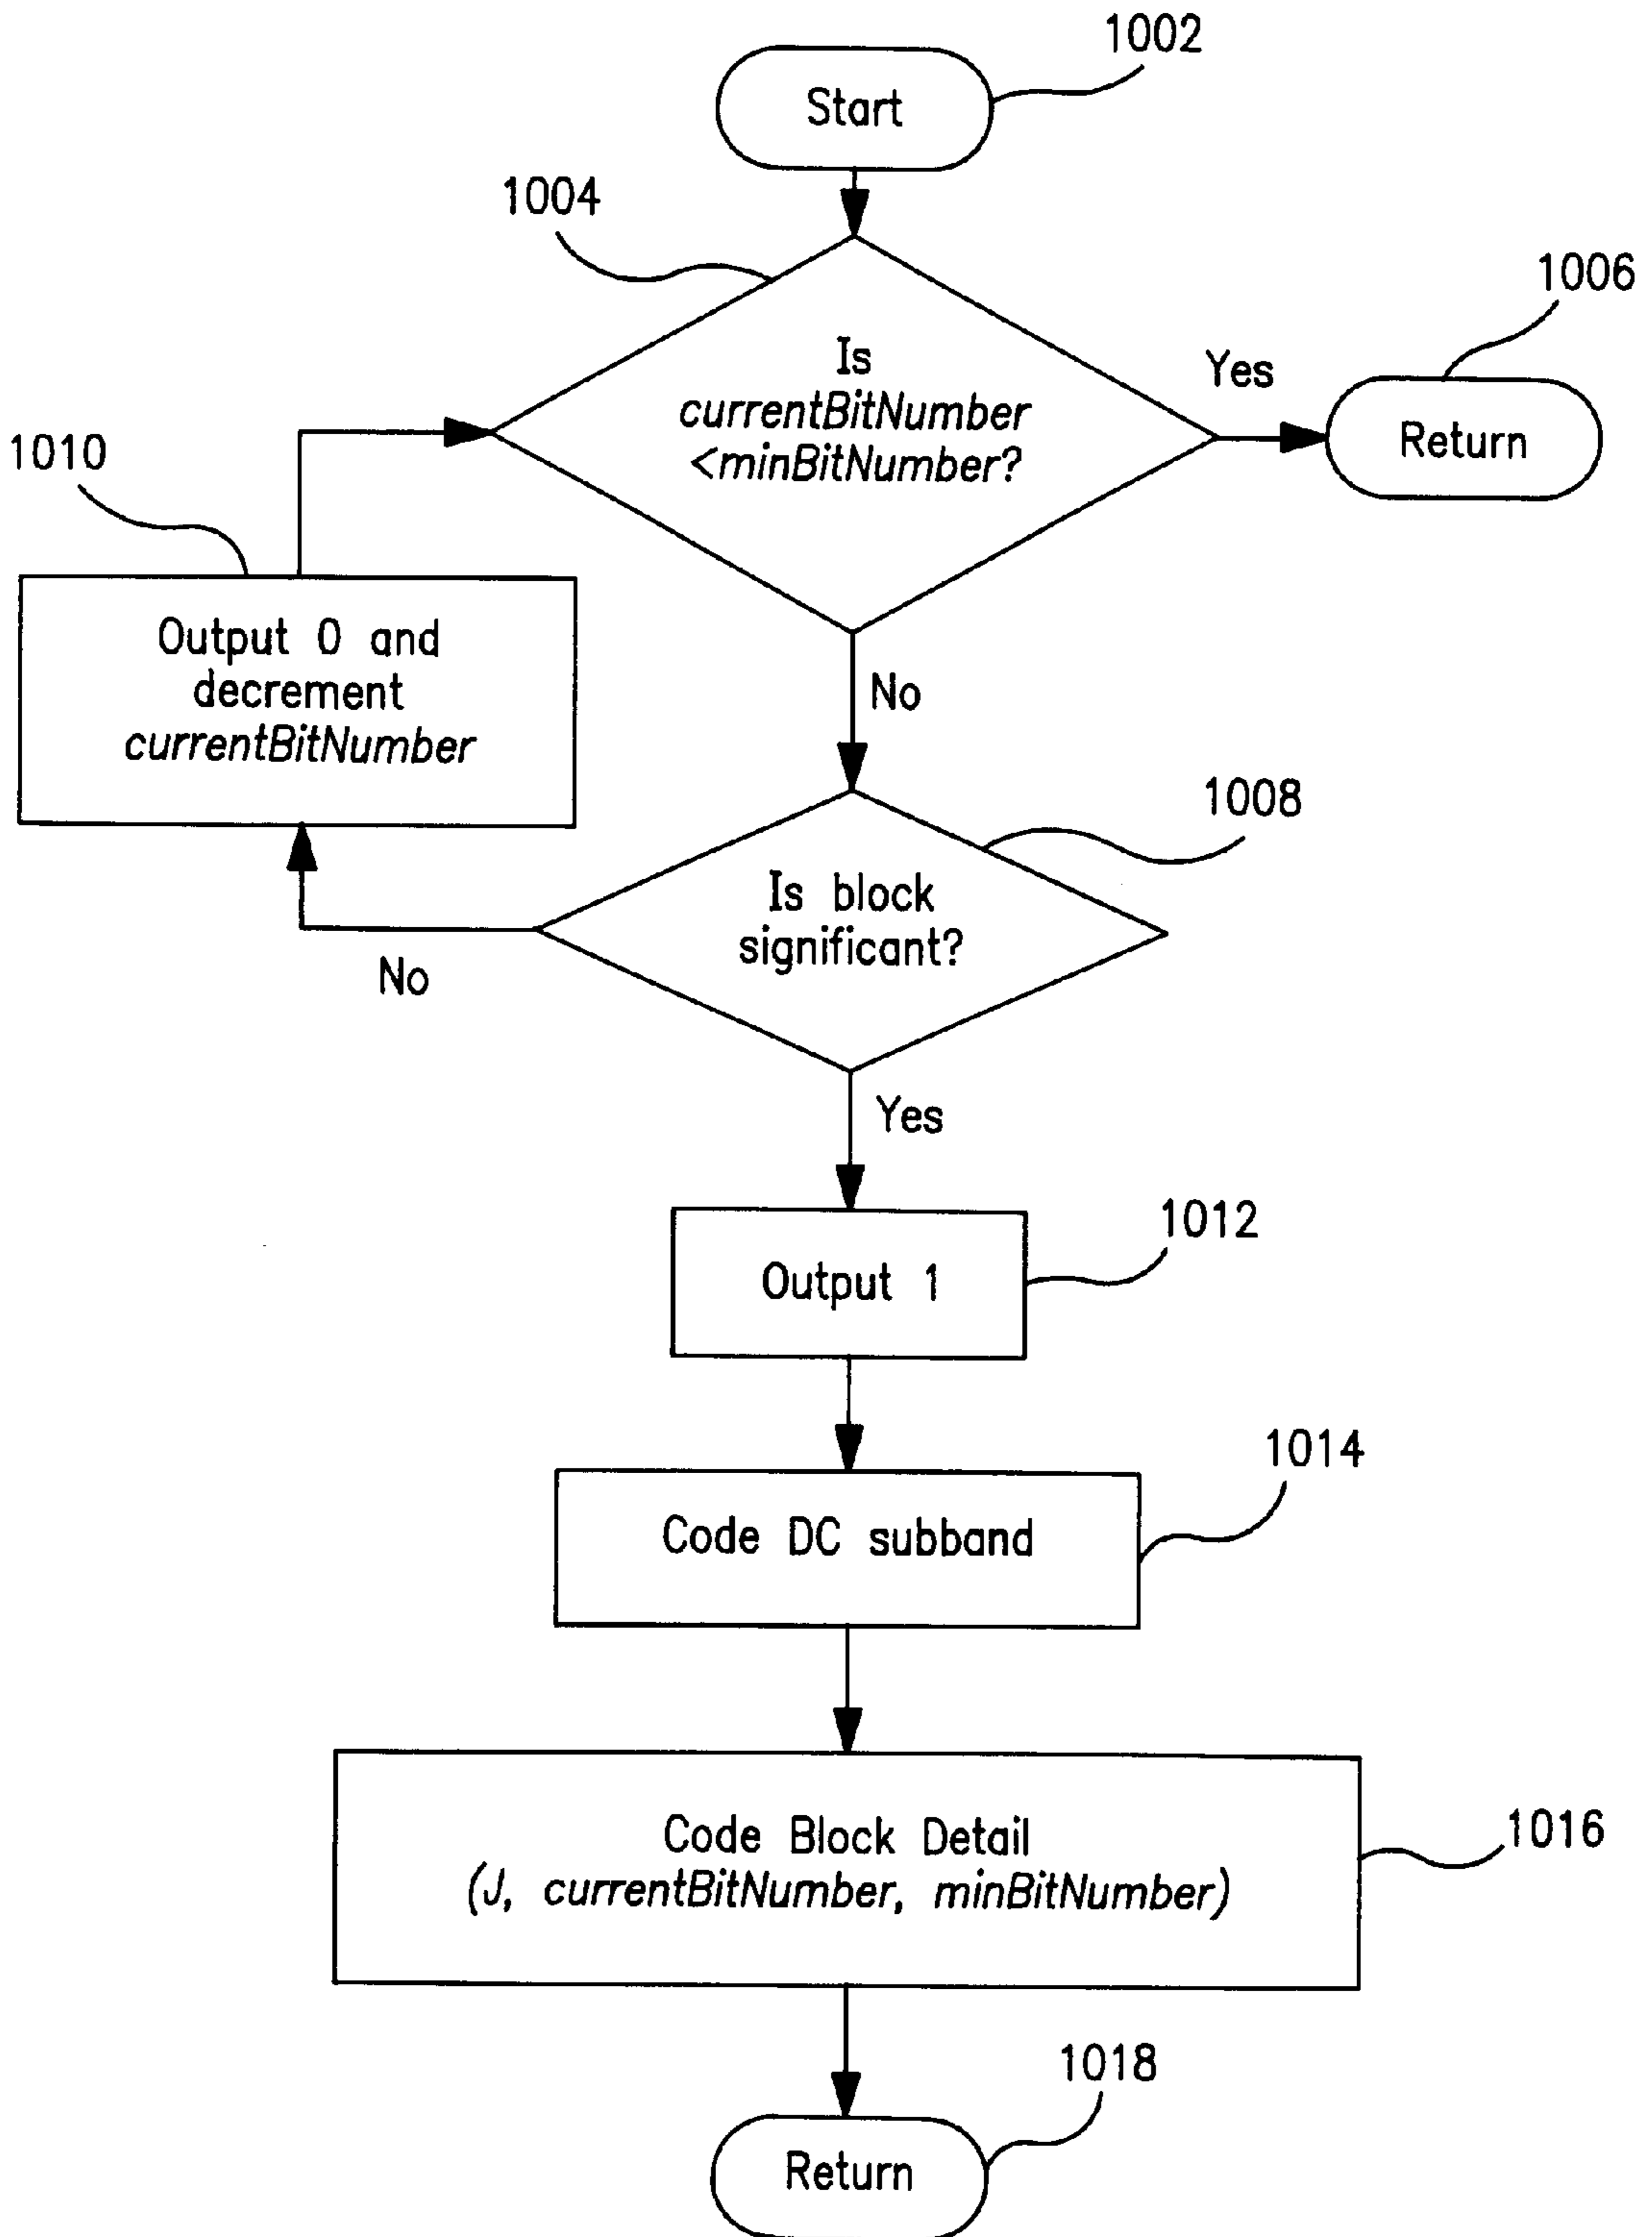 1002
Start
1004
1006
Is
currentBitNumber
<minBitNumber?
Yes
Return
1010
Output 0 and
decrement
currentBitNumber
No
1008
Is block
significant?
No
Yes
1012
Output 1
1014
Code DC subband
1016
Code Block Detail
(J, currentBitNumber, minBitNumber)
1018
Return